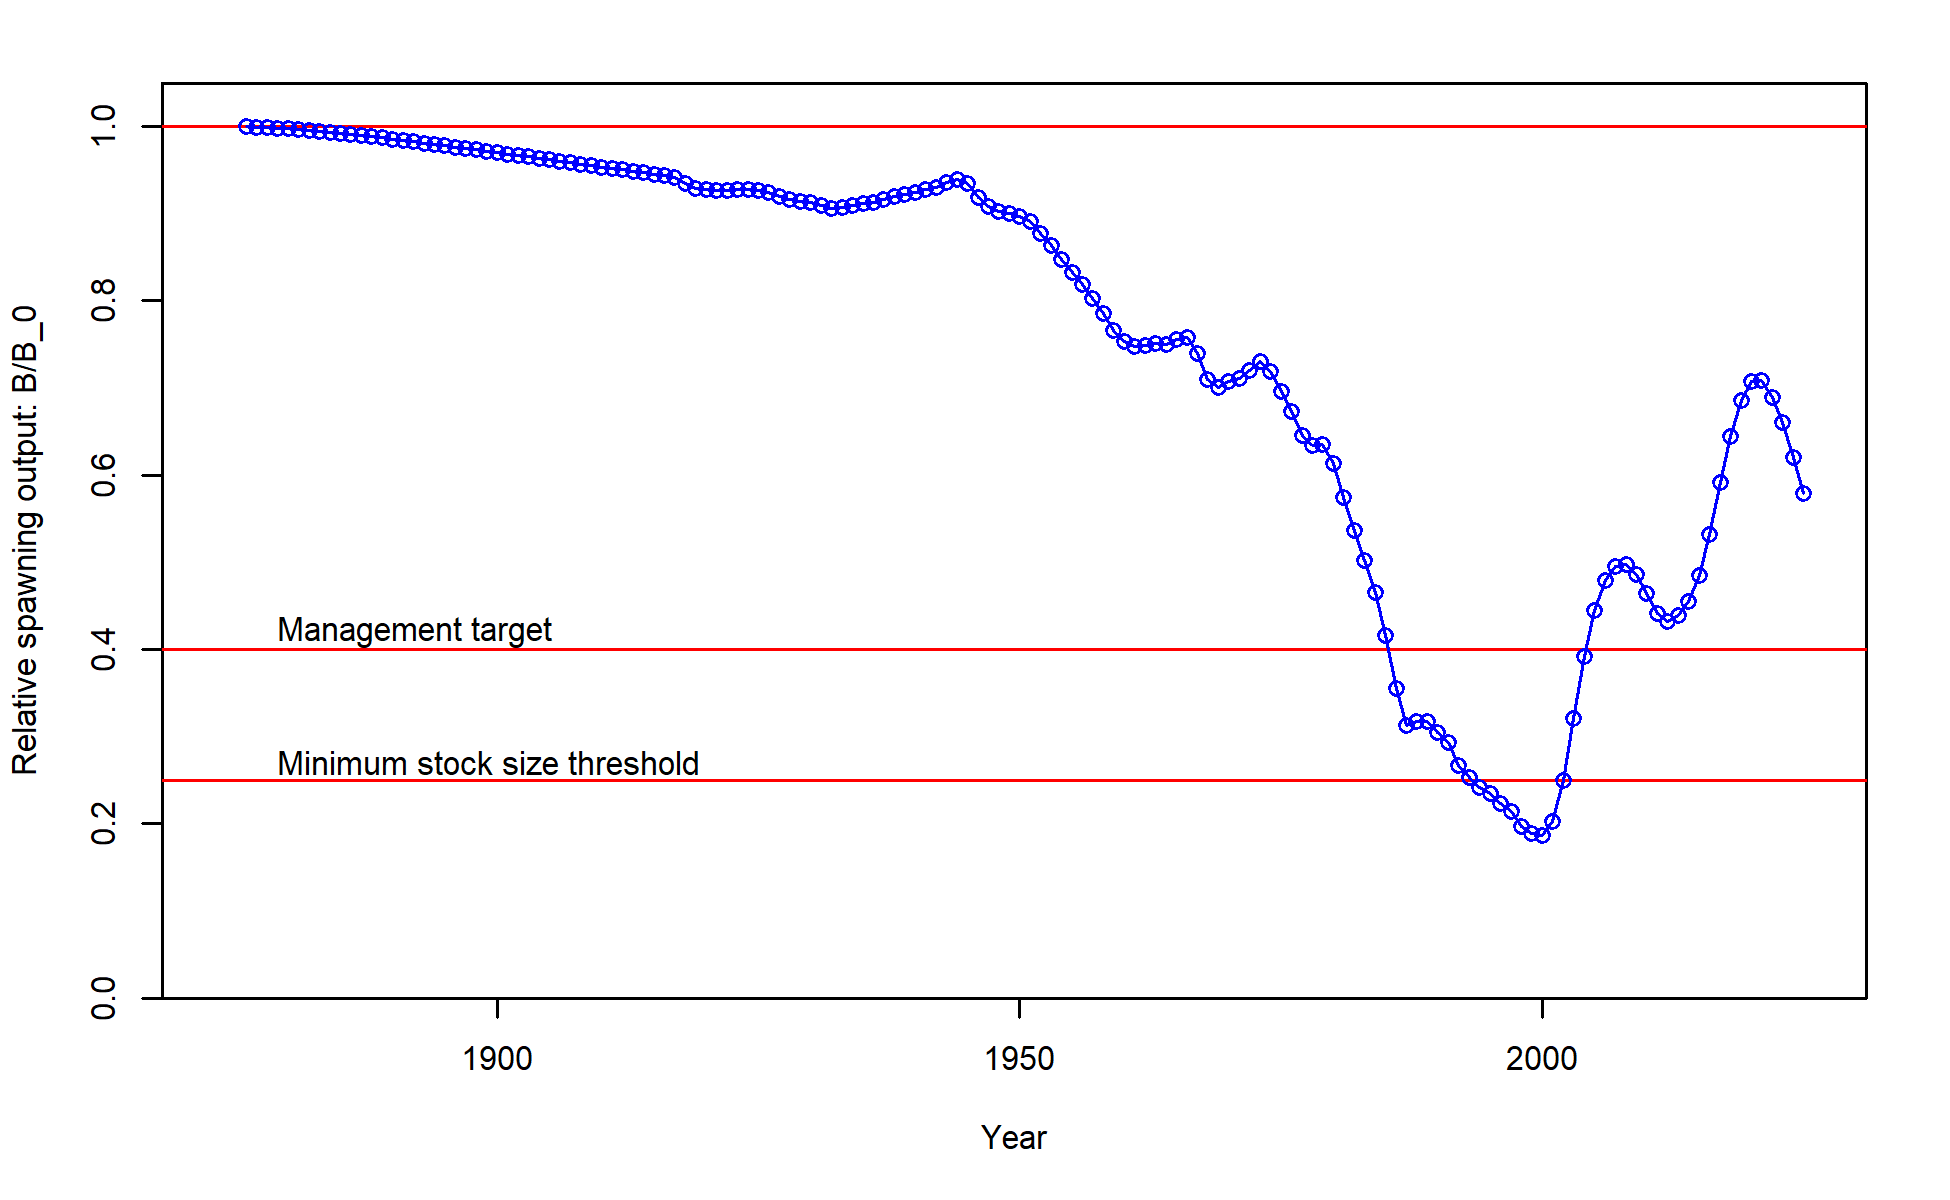 Relative spawning output: B/B_0
1.0
0.8
0.6
0.4
0.2
0.0
Management target
Minimum stock size threshold
1900
1950
2000
Year